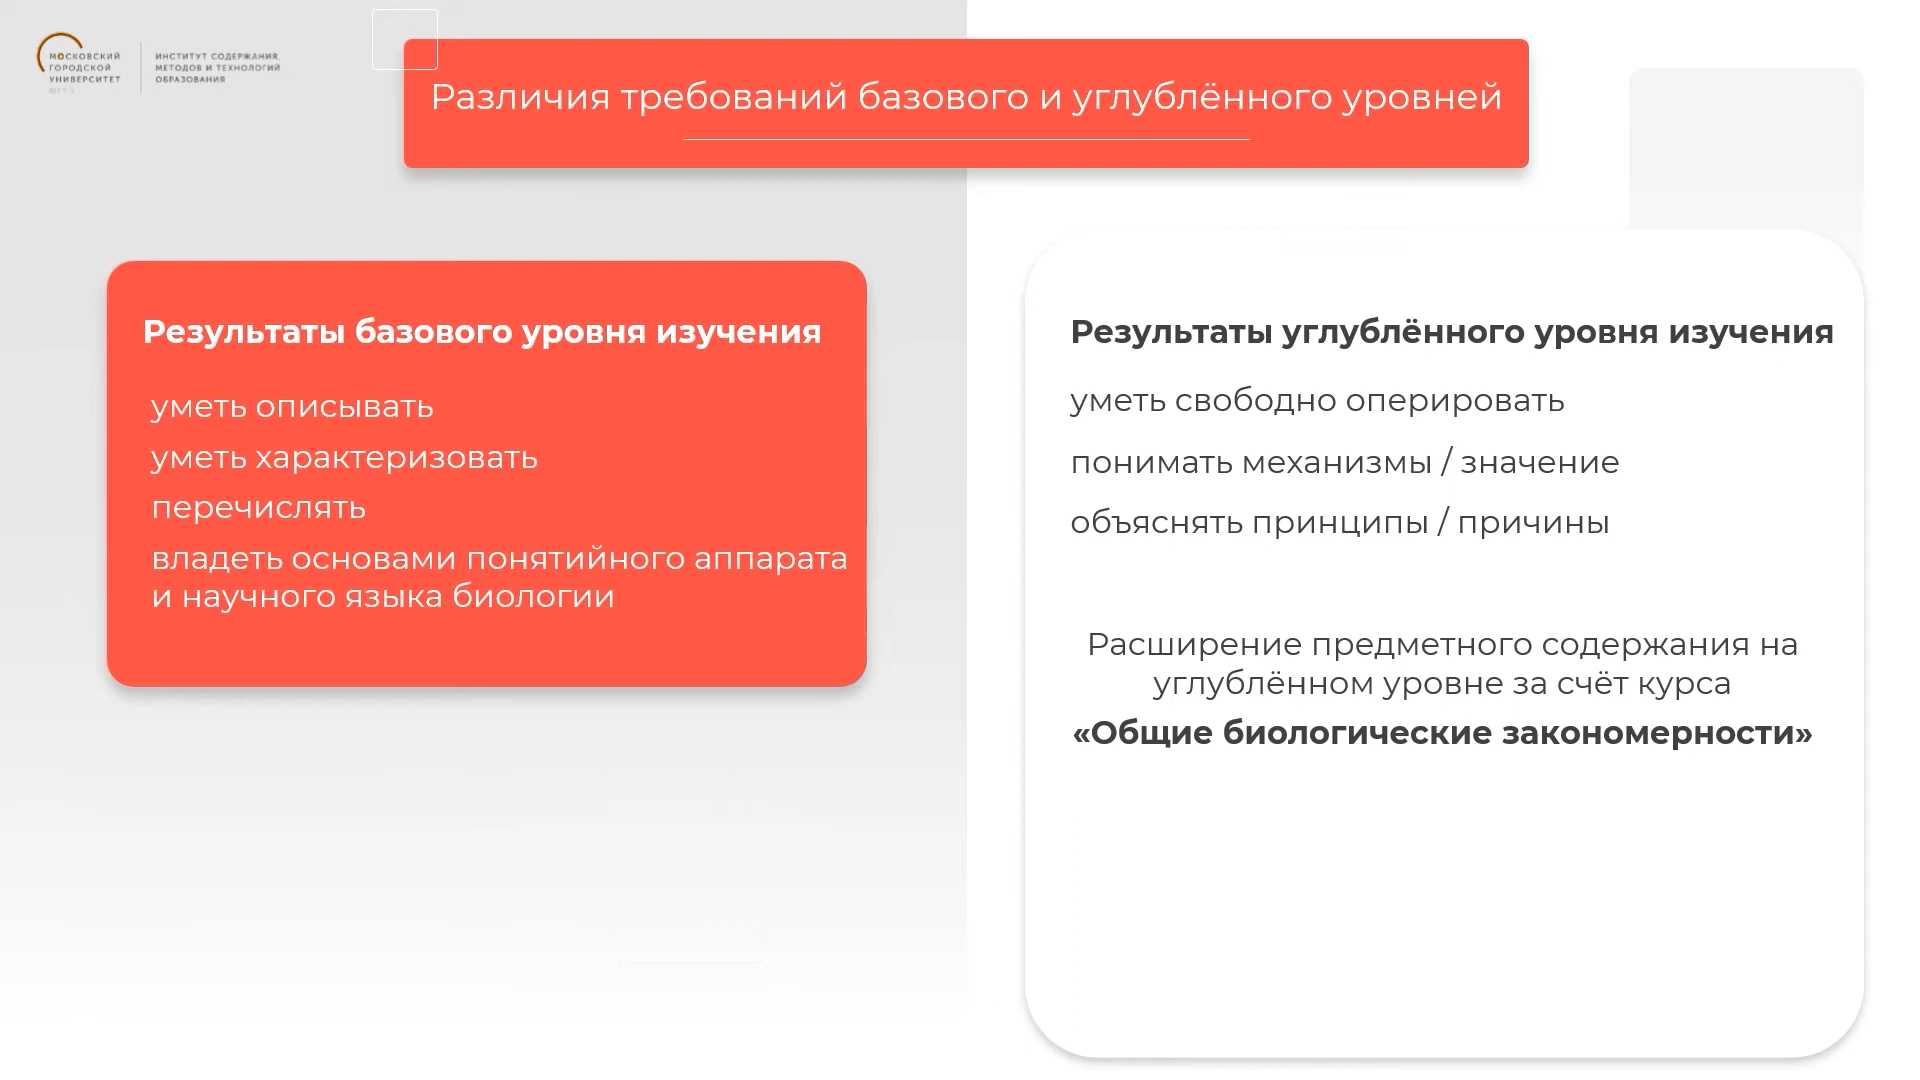 МОСКОВСКИЙ
ГОРОДСКОЙ
УНИВЕРСИТЕТ
ИНСТИТУТ СОДЕРЖАНИЯ,
МЕТОДОВ И ТЕХНОЛОГИЙ
ОБРАЗОВАНИЯ
Различия требований базового и углублённого уровней
Результаты базового уровня изучения
уметь описывать
уметь характеризовать
перечислять
владеть основами понятийного аппарата
и научного языка биологии
Результаты углублённого уровня изучения
уметь свободно оперировать
понимать механизмы / значение
объяснять принципы / причины
Расширение предметного содержания на
углублённом уровне за счёт курса
«Общие биологические закономерности»